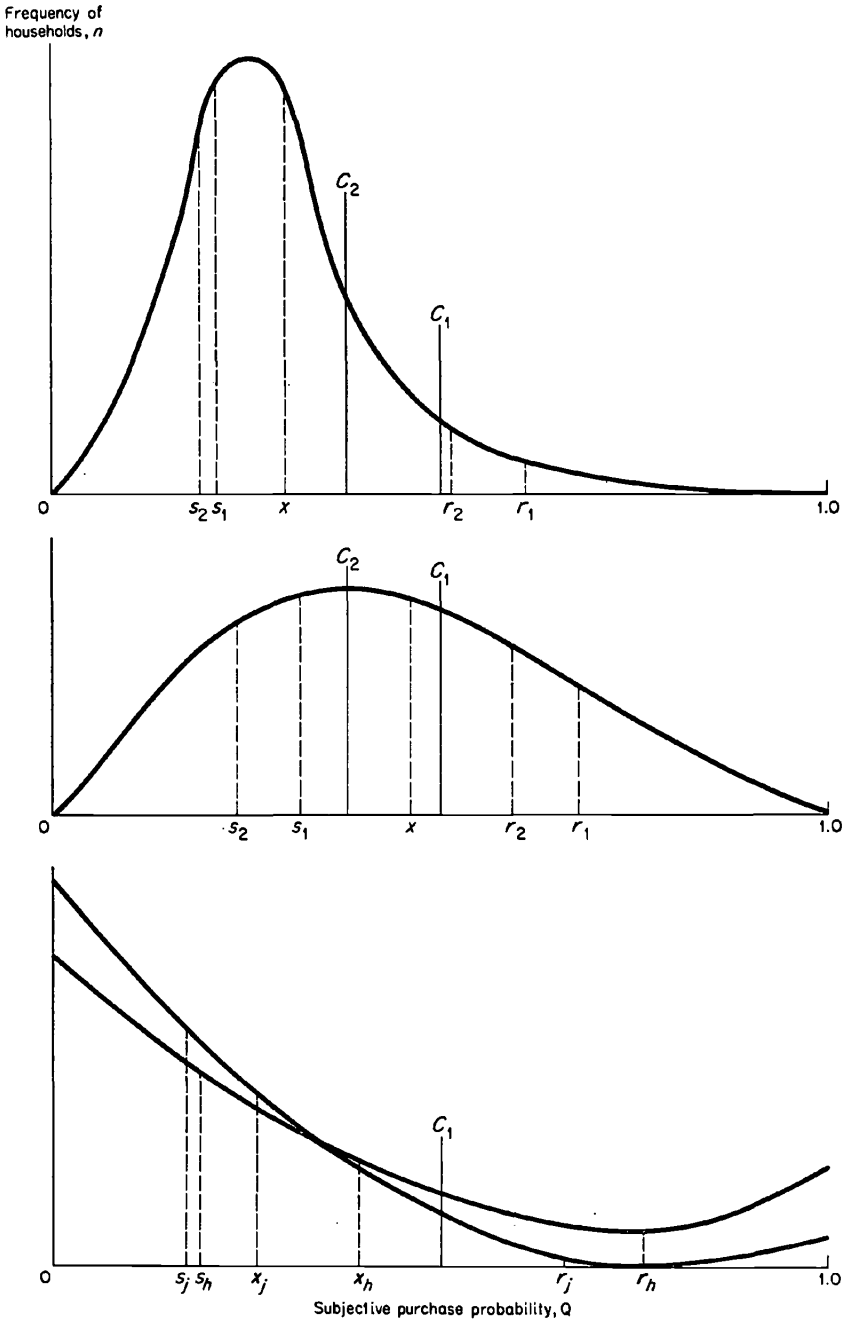 Frequency of
households, n
C₂
C₁
0 s₂ s₁ x r₂ r₁ 1.0
C₂
C₁
0 s₂ s₁ x r₂ r₁ 1.0
C₁
0 sⱼ sₕ xⱼ xₕ rⱼ rₕ 1.0
Subjective purchase probability, Q